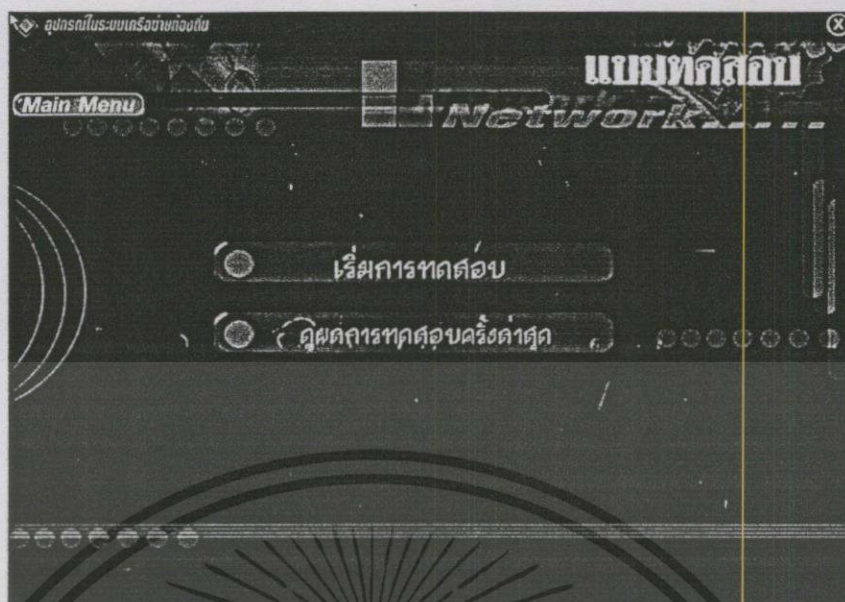 อุปกรณ์ในระบบเครือข่ายท้องถิ่น
แบบทดสอบ
Main Menu
Network
เริ่มการทดสอบ
ดูผลการทดสอบครั้งล่าสุด